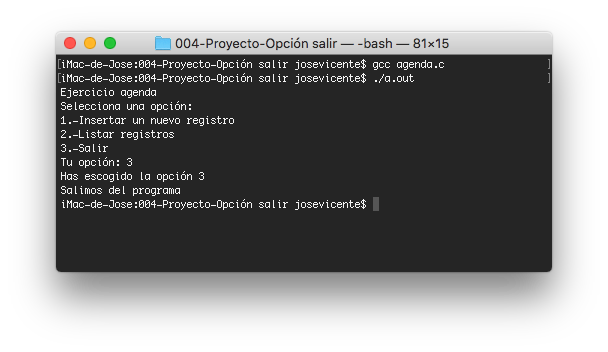 004-Proyecto-Opción salir — -bash — 81×15
[iMac-de-Jose:004-Proyecto-Opción salir josevicente$ gcc agenda.c ]
[iMac-de-Jose:004-Proyecto-Opción salir josevicente$ ./a.out ]
Ejercicio agenda
Selecciona una opción:
1.-Insertar un nuevo registro
2.-Listar registros
3.-Salir
Tu opción: 3
Has escogido la opción 3
Salimos del programa
iMac-de-Jose:004-Proyecto-Opción salir josevicente$